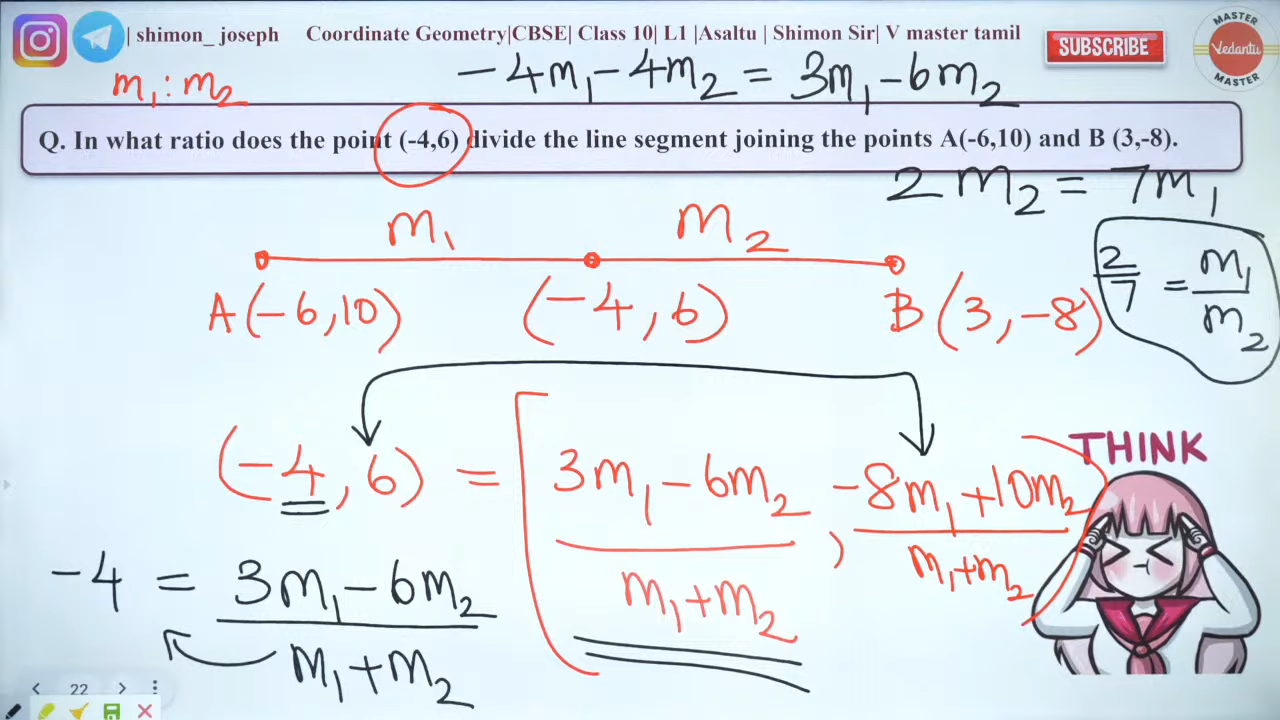 | shimon_ joseph Coordinate Geometry|CBSE| Class 10| L1 |Asaltu | Shimon Sir| V master tamil
SUBSCRIBE
MASTER
Vedantu
MASTER
m₁ : m₂
-4m₁ - 4m₂ = 3m₁ - 6m₂
Q. In what ratio does the point (-4,6) divide the line segment joining the points A(-6,10) and B (3,-8).
2m₂ = 7m₁
m₁ m₂
2/7 = m₁/m₂
A(-6,10) (-4,6) B(3,-8)
(-4,6) = [3m₁ - 6m₂/m₁+m₂ , -8m₁+10m₂/m₁+m₂)
THINK
-4 = 3m₁ - 6m₂/m₁+m₂
22